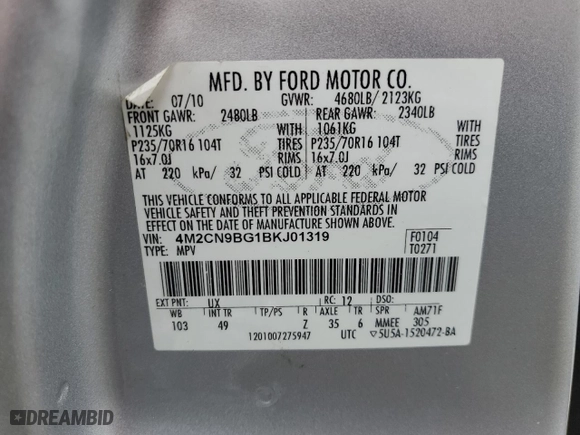 MFD. BY FORD MOTOR CO.
DATE: 07/10 GVWR: 4680LB/ 2123KG
FRONT GAWR: 2480LB REAR GAWR: 2340LB
1125KG WITH 1061KG WITH
P235/70R16 104T TIRES P235/70R16 104T TIRES
16x7.0J RIMS 16x7.0J RIMS
AT 220 kPa/ 32 PSI COLD AT 220 kPa/ 32 PSI COLD
THIS VEHICLE CONFORMS TO ALL APPLICABLE FEDERAL MOTOR
VEHICLE SAFETY AND THEFT PREVENTION STANDARDS IN
EFFECT ON THE DATE OF MANUFACTURE SHOWN ABOVE.
VIN: 4M2CN9BG1BKJ01319 F0104
TYPE: MPV T0271
EXT PNT: UX RC: 12 DSO:
WB INT TR TP/PS R AXLE TR SPR AM71F
103 49 Z 35 6 MMEE 305
1201007275947 UTC ▽5U5A-1520472-BA
DREAMBID